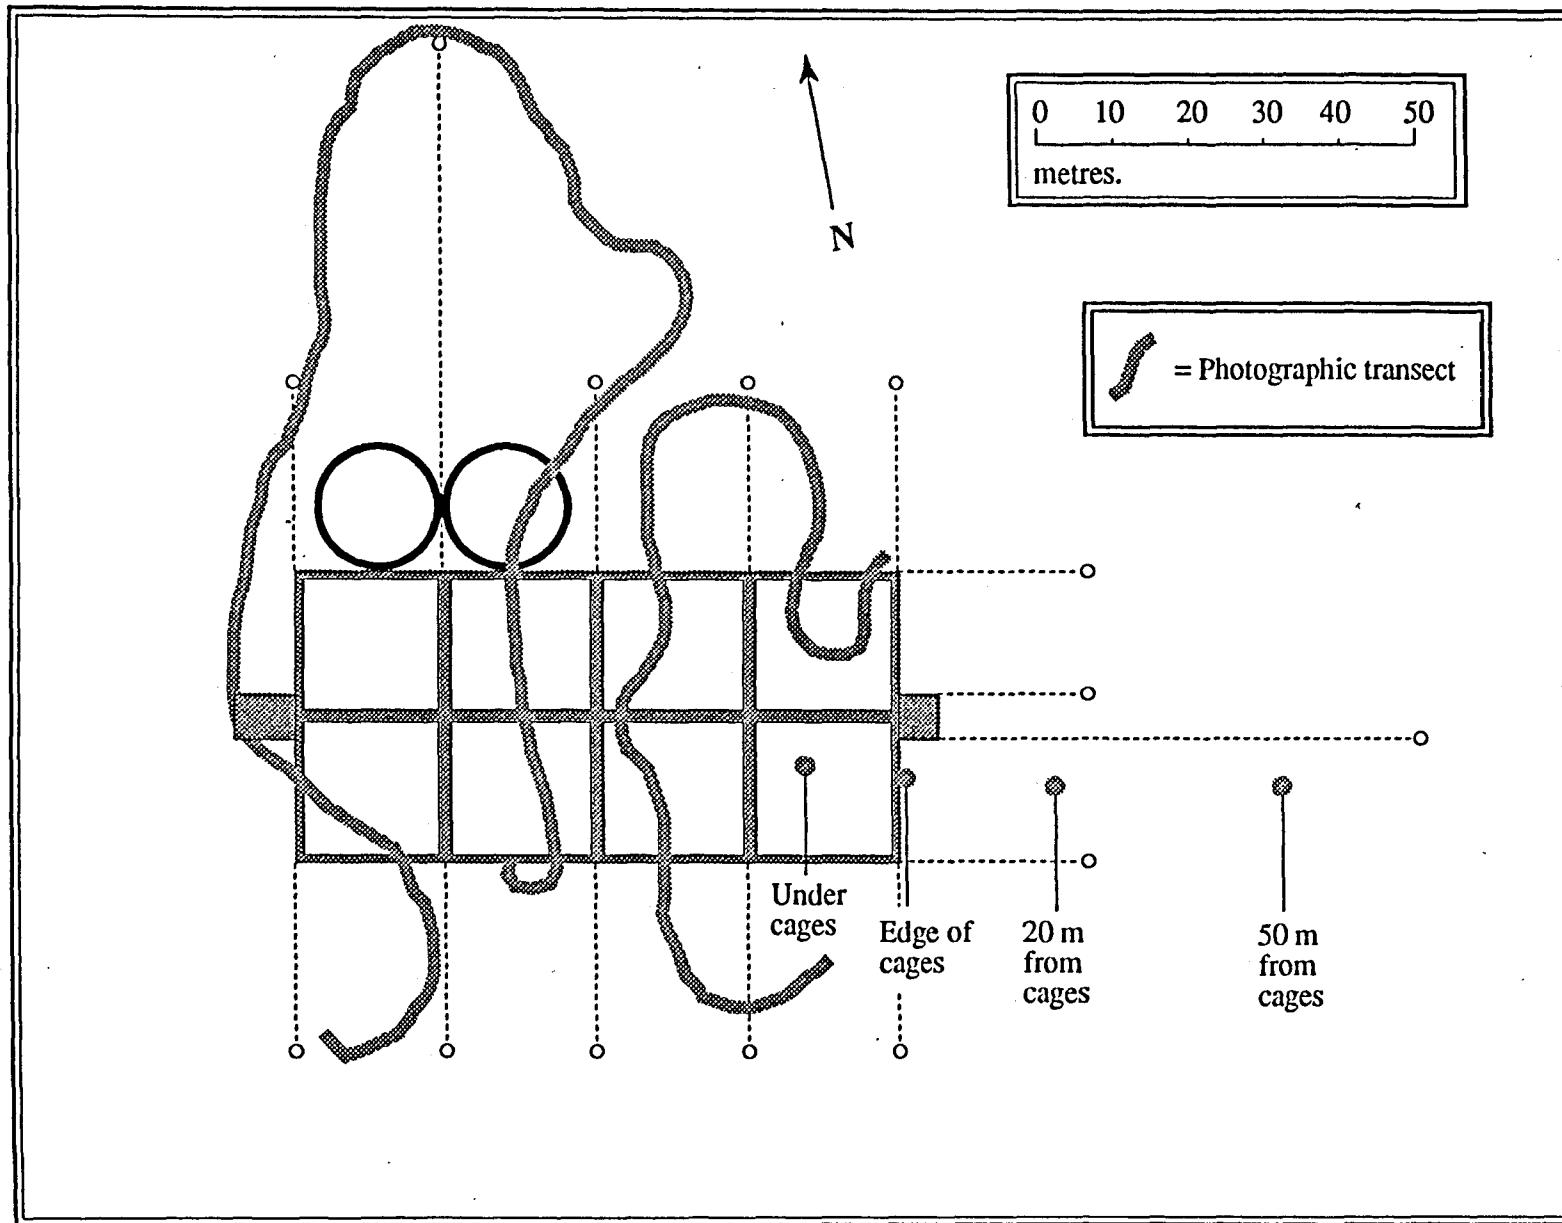 0 10 20 30 40 50
metres.
N
= Photographic transect
Under
cages
Edge of
cages
20 m
from
cages
50 m
from
cages